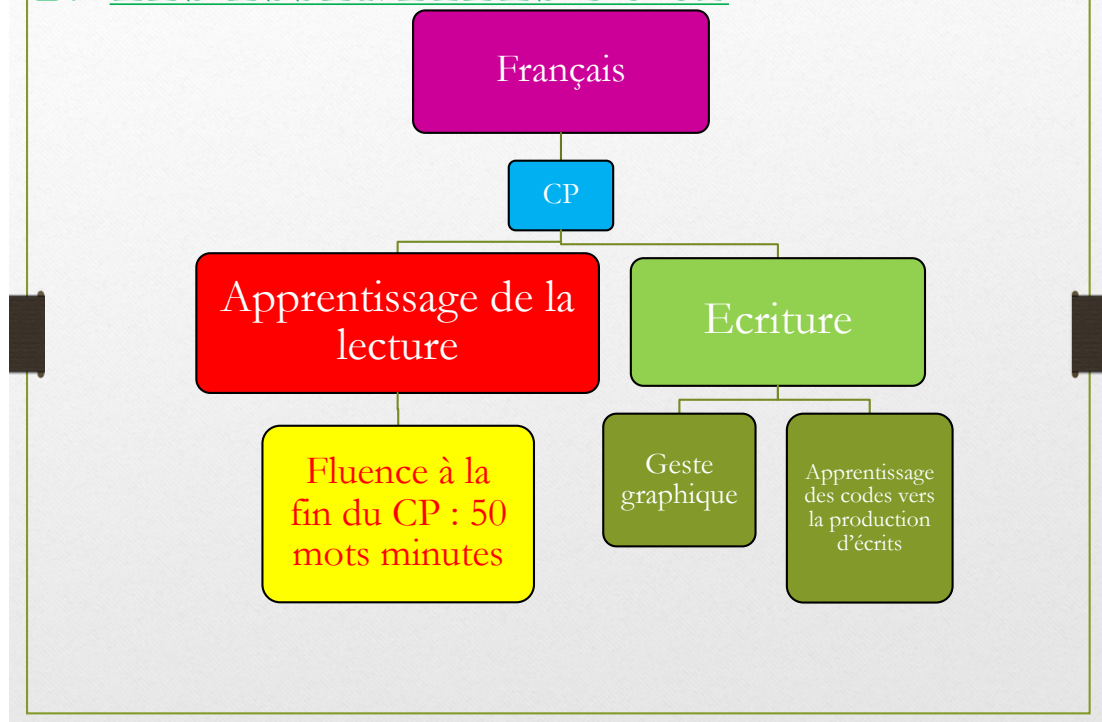 Français
CP
Apprentissage de la
lecture
Ecriture
Fluence à la
fin du CP : 50
mots minutes
Geste
graphique
Apprentissage
des codes vers
la production
d'écrits